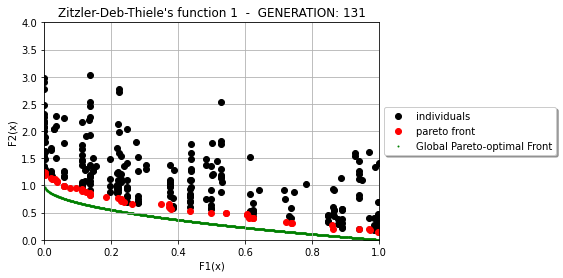 Zitzler-Deb-Thiele's function 1 - GENERATION: 131
4.0
3.5
3.0
2.5
2.0
1.5
1.0
0.5
0.0
F2(x)
0.0 0.2 0.4 0.6 0.8 1.0
F1(x)
individuals
pareto front
Global Pareto-optimal Front